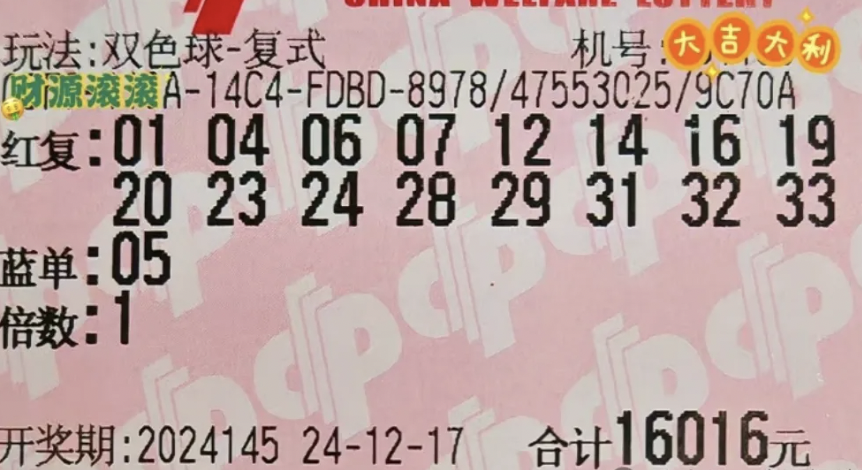 CHINA WELFARE LOTTERY
玩法:双色球-复式 机号: 大吉大利
财源滚滚 A-14C4-FDBD-8978/47553025/9C70A
红复:01 04 06 07 12 14 16 19
20 23 24 28 29 31 32 33
蓝单:05
倍数:1
开奖期:2024145 24-12-17 合计16016元